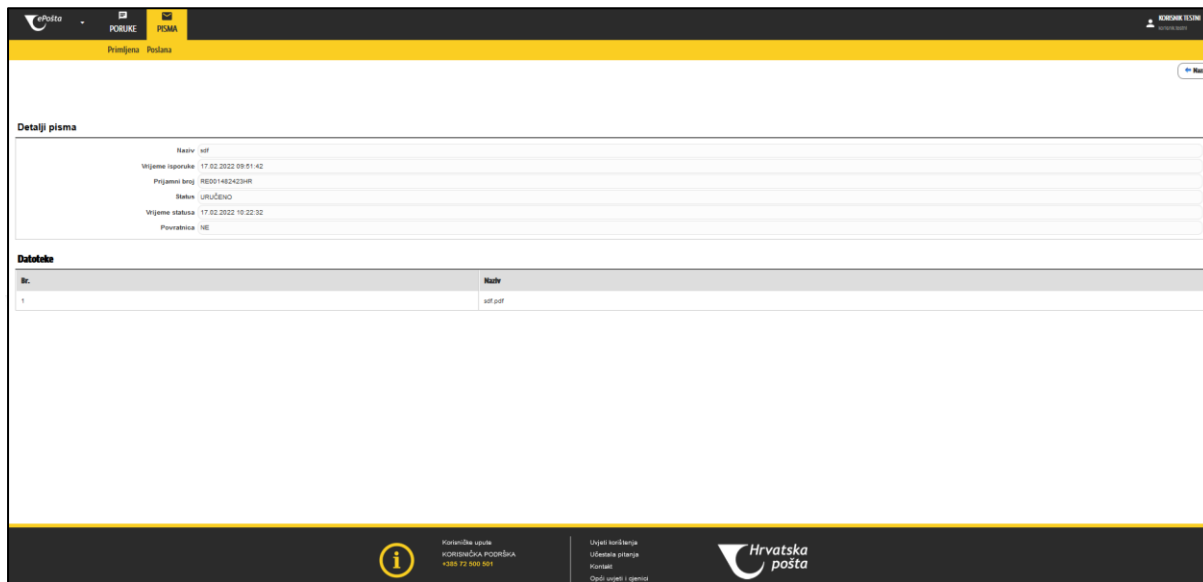 ePošta
PORUKE PISMA
KORISNIK TESTNI
Primljena Poslana
Detalji pisma
Naziv sdf
Vrijeme isporuke 17.02.2022 09:51:42
Prijamni broj RE001482423HR
Status URUČENO
Vrijeme statusa 17.02.2022 10:22:32
Povratnica NE
Datoteke
Br. Naziv
1 sdf.pdf
Korisničke upute
KORISNIČKA PODRŠKA
+385 72 500 501
Uvjeti korištenja
Učestala pitanja
Kontakt
Opći uvjeti i cjenici
Hrvatska
pošta